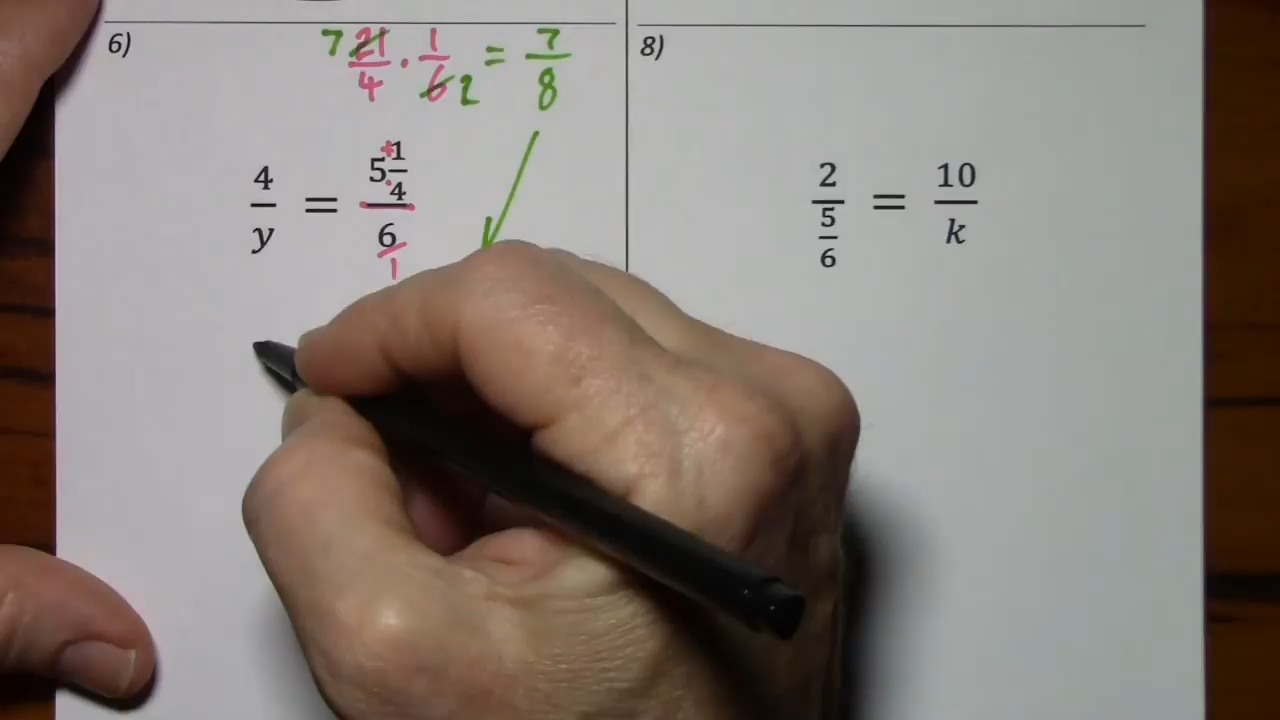 6)
7 21/4 · 1/6 2 = 7/8
4/y = 5 + 1/4 / 6/1
8)
2 / 5/6 = 10/k